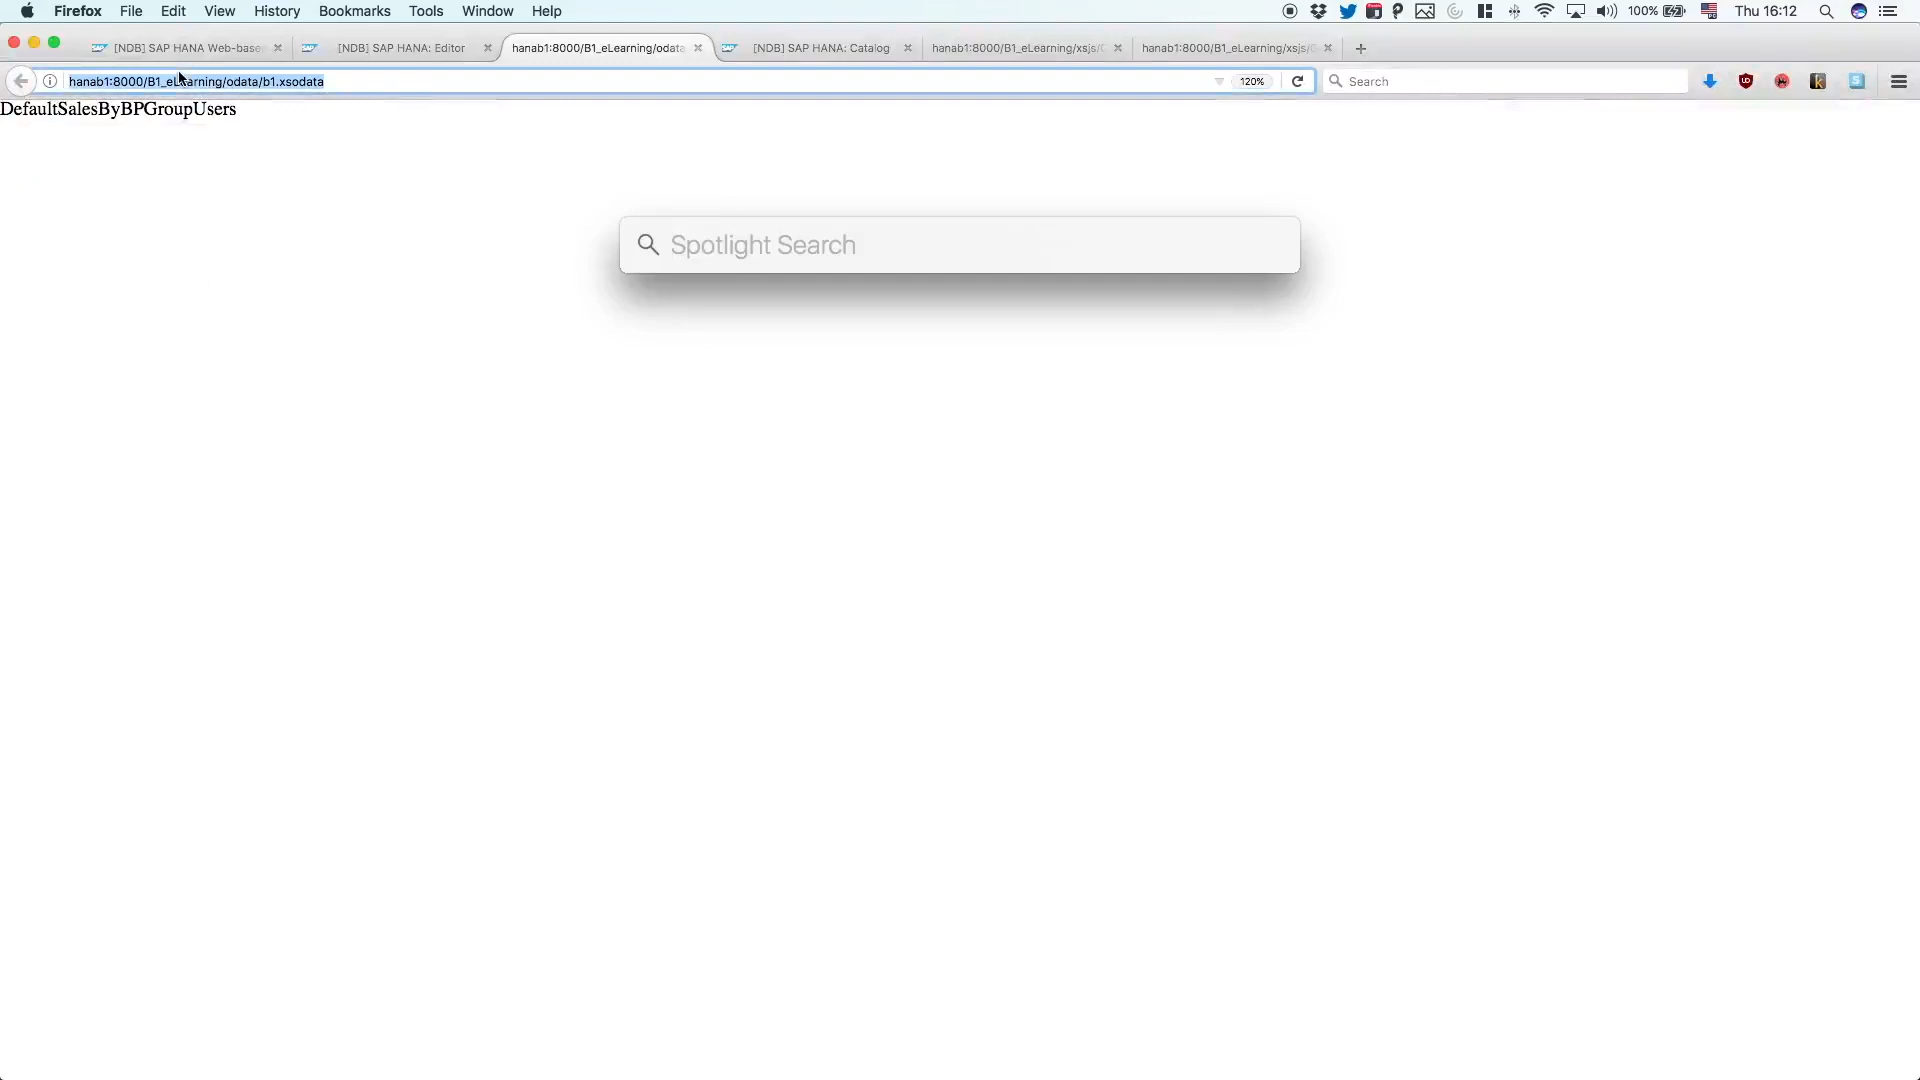 Firefox File Edit View History Bookmarks Tools Window Help 100% Thu 16:12
[NDB] SAP HANA Web-base [NDB] SAP HANA: Editor hanab1:8000/B1_eLearning/odata [NDB] SAP HANA: Catalog hanab1:8000/B1_eLearning/xsjs/ hanab1:8000/B1_eLearning/xsjs/
hanab1:8000/B1_eLearning/odata/b1.xsodata 120% Search
DefaultSalesByBPGroupUsers
Spotlight Search